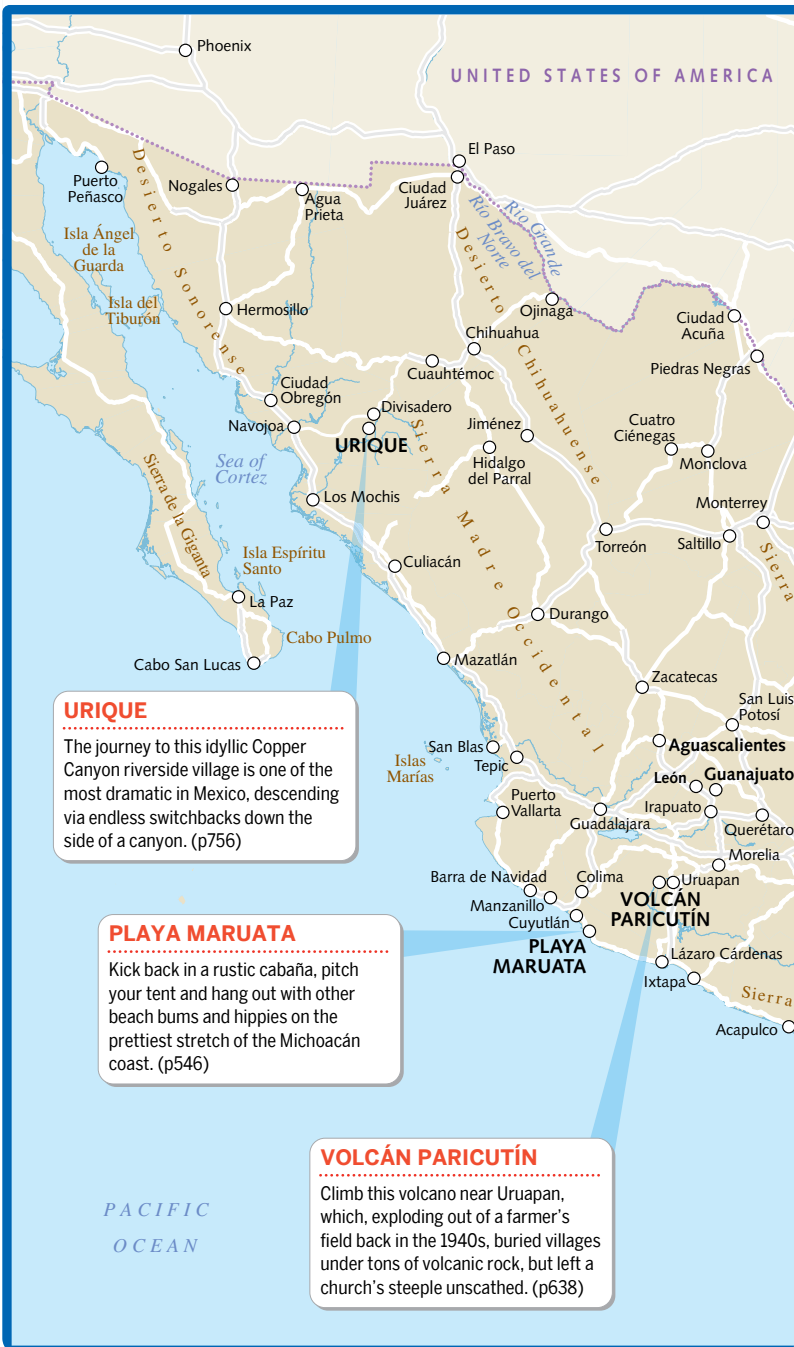 Phoenix
UNITED STATES OF AMERICA
El Paso
Puerto
Peñasco
Nogales
Agua
Prieta
Ciudad
Juárez
Desierto Sonorense
Río Bravo del
Norte
Rio Grande
Isla Ángel
de la
Guarda
Isla del
Tiburón
Hermosillo
Desierto Chihuahuense
Ojinaga
Ciudad
Acuña
Chihuahua
Cuauhtémoc
Piedras Negras
Ciudad
Obregón
Divisadero
Navojoa
URIQUE
Jiménez
Cuatro
Ciénegas
Hidalgo
del Parral
Monclova
Sea of
Cortez
Sierra de la Giganta
Los Mochis
Sierra Madre Occidental
Monterrey
Torreón
Saltillo
Sierra
Isla Espíritu
Santo
Culiacán
La Paz
Durango
Cabo Pulmo
Cabo San Lucas
Mazatlán
Zacatecas
San Luis
Potosí
URIQUE
The journey to this idyllic Copper
Canyon riverside village is one of the
most dramatic in Mexico, descending
via endless switchbacks down the
side of a canyon. (p756)
Islas
Marías
San Blas
Tepic
Aguascalientes
León
Guanajuato
Puerto
Vallarta
Guadalajara
Irapuato
Querétaro
Morelia
Barra de Navidad
Colima
Uruapan
Manzanillo
VOLCÁN
PARICUTÍN
Cuyutlán
PLAYA
MARUATA
Lázaro Cárdenas
Ixtapa
Sierra
Acapulco
PLAYA MARUATA
Kick back in a rustic cabaña, pitch
your tent and hang out with other
beach bums and hippies on the
prettiest stretch of the Michoacán
coast. (p546)
VOLCÁN PARICUTÍN
Climb this volcano near Uruapan,
which, exploding out of a farmer's
field back in the 1940s, buried villages
under tons of volcanic rock, but left a
church's steeple unscathed. (p638)
PACIFIC
OCEAN